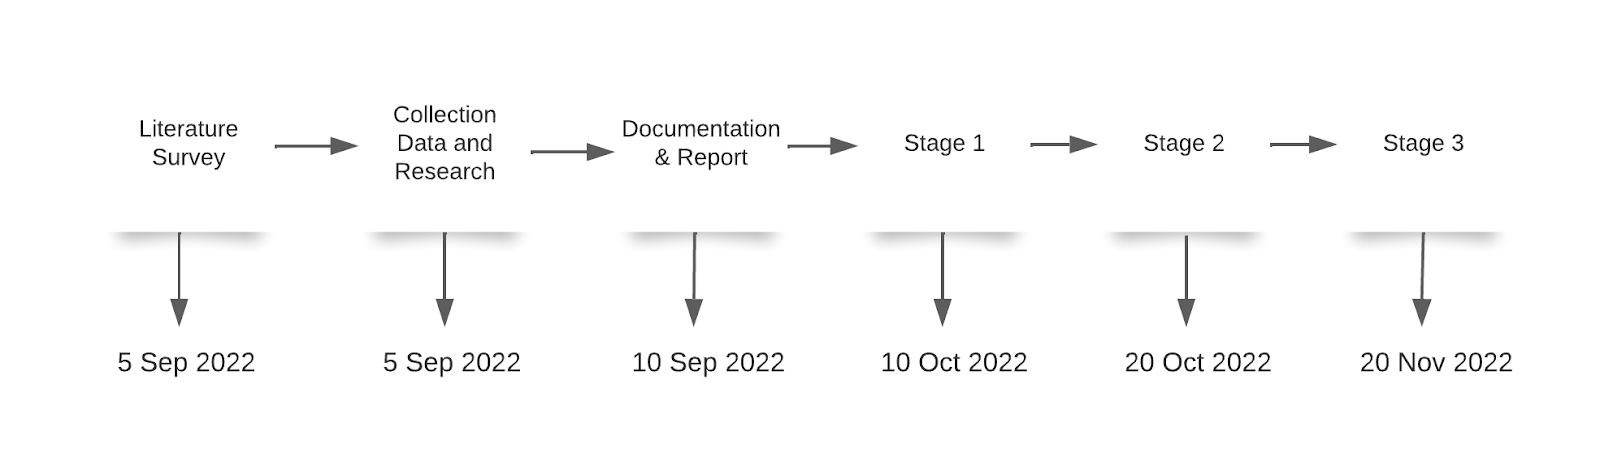 Literature
Survey
Collection
Data and
Research
Documentation
& Report
Stage 1
Stage 2
Stage 3
5 Sep 2022
5 Sep 2022
10 Sep 2022
10 Oct 2022
20 Oct 2022
20 Nov 2022